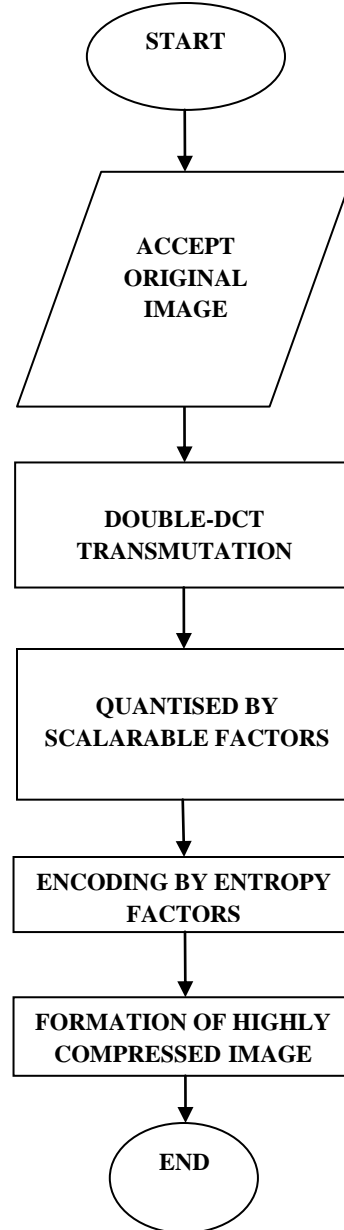 START
ACCEPT
ORIGINAL
IMAGE
DOUBLE-DCT
TRANSMUTATION
QUANTISED BY
SCALARABLE FACTORS
ENCODING BY ENTROPY
FACTORS
FORMATION OF HIGHLY
COMPRESSED IMAGE
END